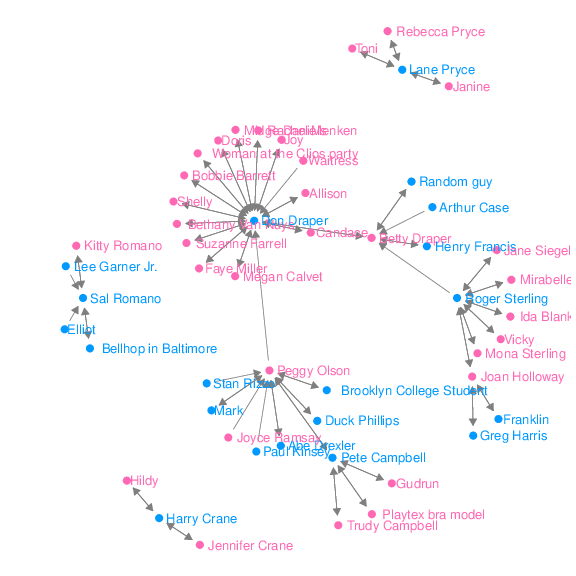 Rebecca Pryce
Toni
Lane Pryce
Janine
Midge Daniels
Rachel Menken
Doris
Joy
Woman at the Clios party
Waitress
Bobbie Barrett
Random guy
Allison
Shelly
Arthur Case
Bethany Van Nuys
Don Draper
Candace
Betty Draper
Suzanne Farrell
Kitty Romano
Henry Francis
Jane Siegel
Lee Garner Jr.
Faye Miller
Megan Calvet
Mirabelle
Sal Romano
Roger Sterling
Ida Blank
Elliot
Vicky
Bellhop in Baltimore
Mona Sterling
Peggy Olson
Joan Holloway
Stan Rizzo
Brooklyn College Student
Mark
Duck Phillips
Franklin
Joyce Ramsay
Greg Harris
Abe Drexler
Paul Kinsey
Pete Campbell
Hildy
Gudrun
Harry Crane
Playtex bra model
Trudy Campbell
Jennifer Crane